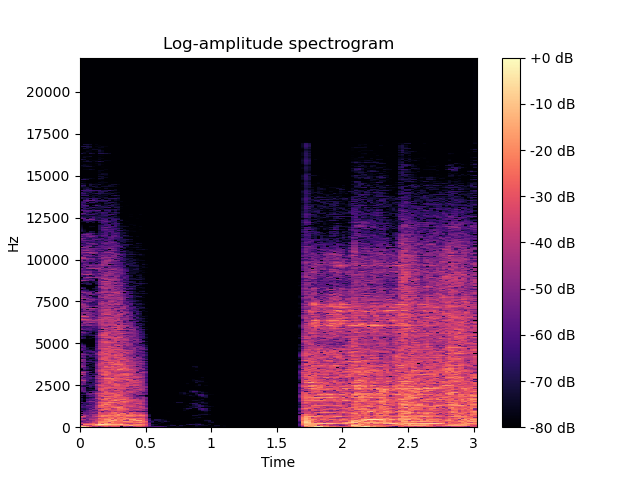 Log-amplitude spectrogram
Hz
20000
17500
15000
12500
10000
7500
5000
2500
0
0 0.5 1 1.5 2 2.5 3
Time
+0 dB
-10 dB
-20 dB
-30 dB
-40 dB
-50 dB
-60 dB
-70 dB
-80 dB